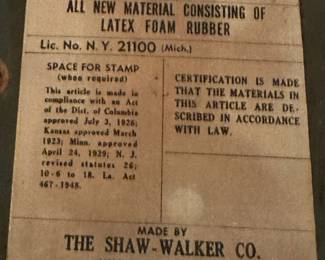 ALL NEW MATERIAL CONSISTING OF
LATEX FOAM RUBBER
Lic. No. N. Y. 21100 (Mich.)
SPACE FOR STAMP
(when required)
This article is made in
compliance with an Act
of the Dist. of Columbia
approved July 3, 1926;
Kansas approved March
1923; Minn. approved
April 24, 1929; N. J.
revised statutes 26;
10-6 to 18. La. Act
467-1948.
CERTIFICATION IS MADE
THAT THE MATERIALS IN
THIS ARTICLE ARE DE-
SCRIBED IN ACCORDANCE
WITH LAW.
MADE BY
THE SHAW-WALKER CO.